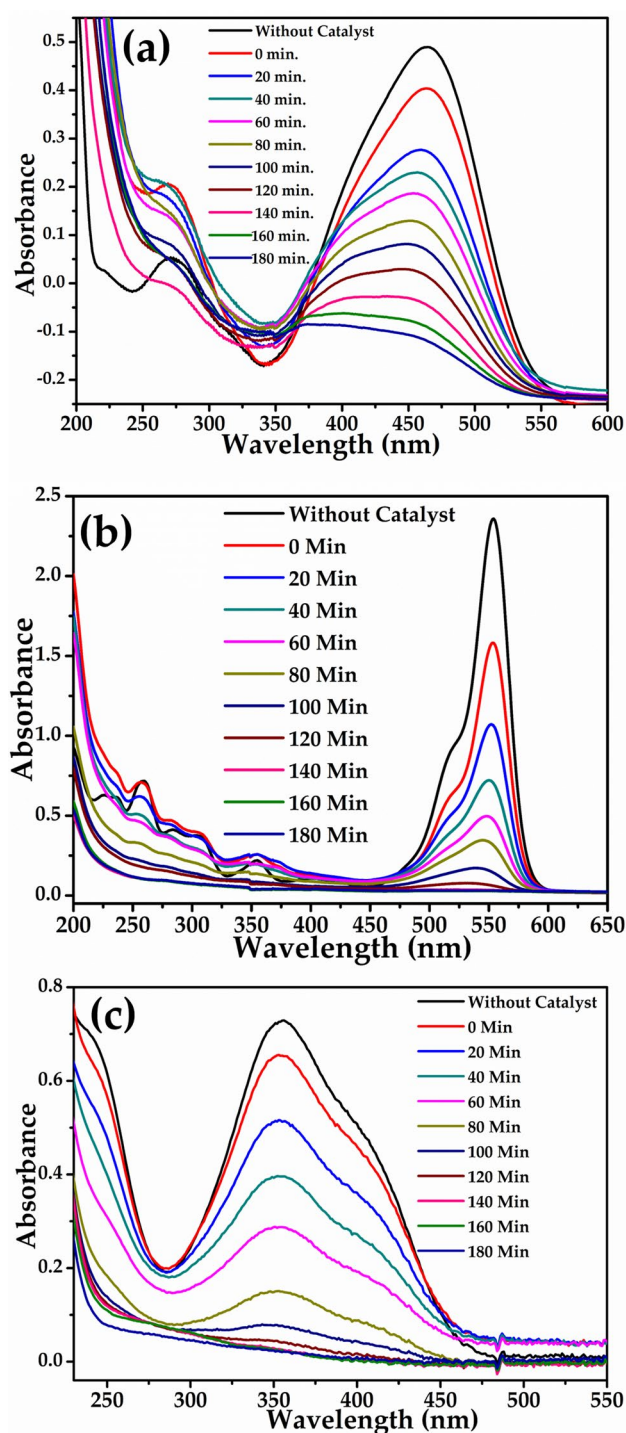 (a)
Without Catalyst
0 min.
20 min.
40 min.
60 min.
80 min.
100 min.
120 min.
140 min.
160 min.
180 min.
Absorbance
0.5
0.4
0.3
0.2
0.1
0.0
-0.1
-0.2
200 250 300 350 400 450 500 550 600
Wavelength (nm)
(b)
Without Catalyst
0 Min
20 Min
40 Min
60 Min
80 Min
100 Min
120 Min
140 Min
160 Min
180 Min
Absorbance
2.5
2.0
1.5
1.0
0.5
0.0
200 250 300 350 400 450 500 550 600 650
Wavelength (nm)
(c)
Without Catalyst
0 Min
20 Min
40 Min
60 Min
80 Min
100 Min
120 Min
140 Min
160 Min
180 Min
Absorbance
0.8
0.6
0.4
0.2
0.0
250 300 350 400 450 500 550
Wavelength (nm)